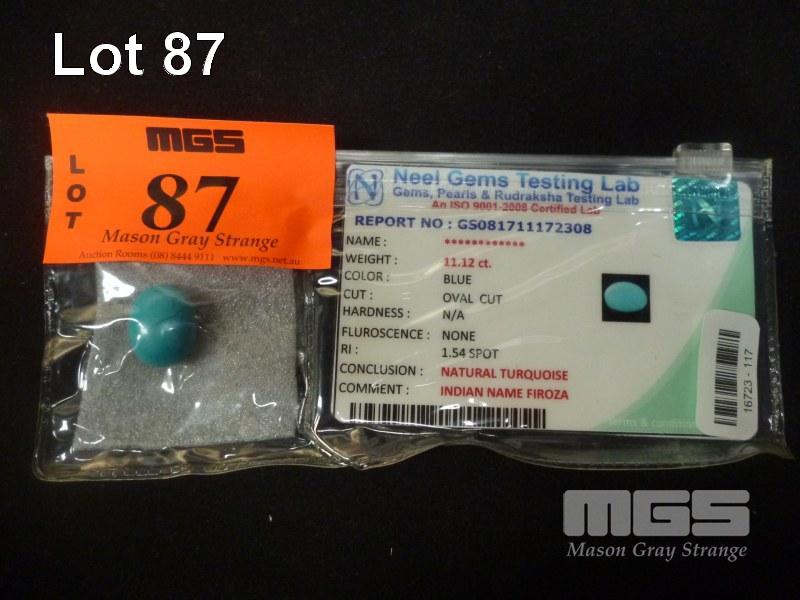 Lot 87
MGS
LOT
87
Mason Gray Strange
Auction Rooms (08) 8444 9111 www.mgs.net.au
Neel Gems Testing Lab
Gems, Pearls & Rudraksha Testing Lab
An ISO 9001-2008 Certified Lab
REPORT NO : GS081711172308
NAME : ************
WEIGHT : 11.12 ct.
COLOR : BLUE
CUT : OVAL CUT
HARDNESS : N/A
FLUROSCENCE : NONE
RI : 1.54 SPOT
CONCLUSION : NATURAL TURQUOISE
COMMENT : INDIAN NAME FIROZA
terms & condition
16723 - 117
MGS
Mason Gray Strange